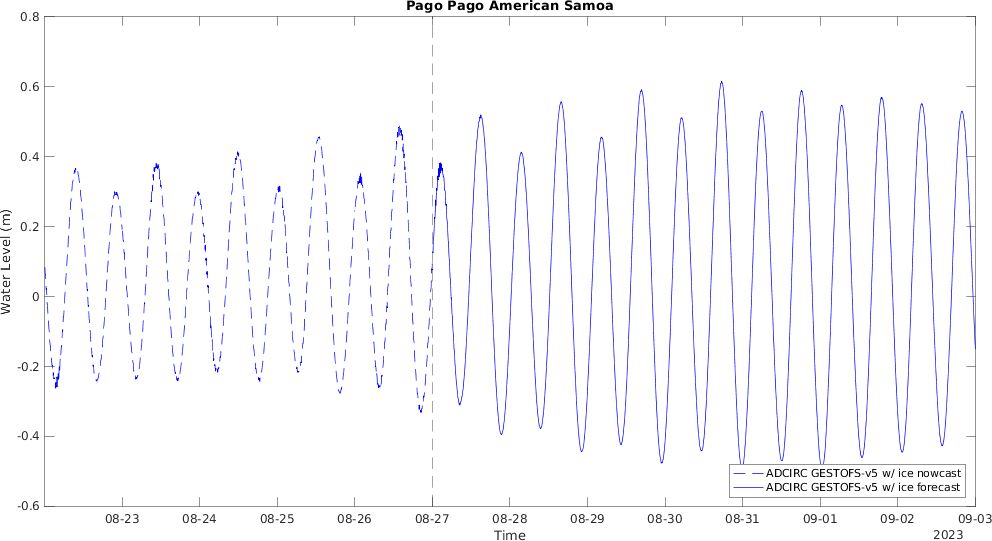 Pago Pago American Samoa
0.8
0.6
0.4
0.2
0
-0.2
-0.4
-0.6
Water Level (m)
ADCIRC GESTOFS-v5 w/ ice nowcast
ADCIRC GESTOFS-v5 w/ ice forecast
08-23 08-24 08-25 08-26 08-27 08-28 08-29 08-30 08-31 09-01 09-02 09-03
Time
2023